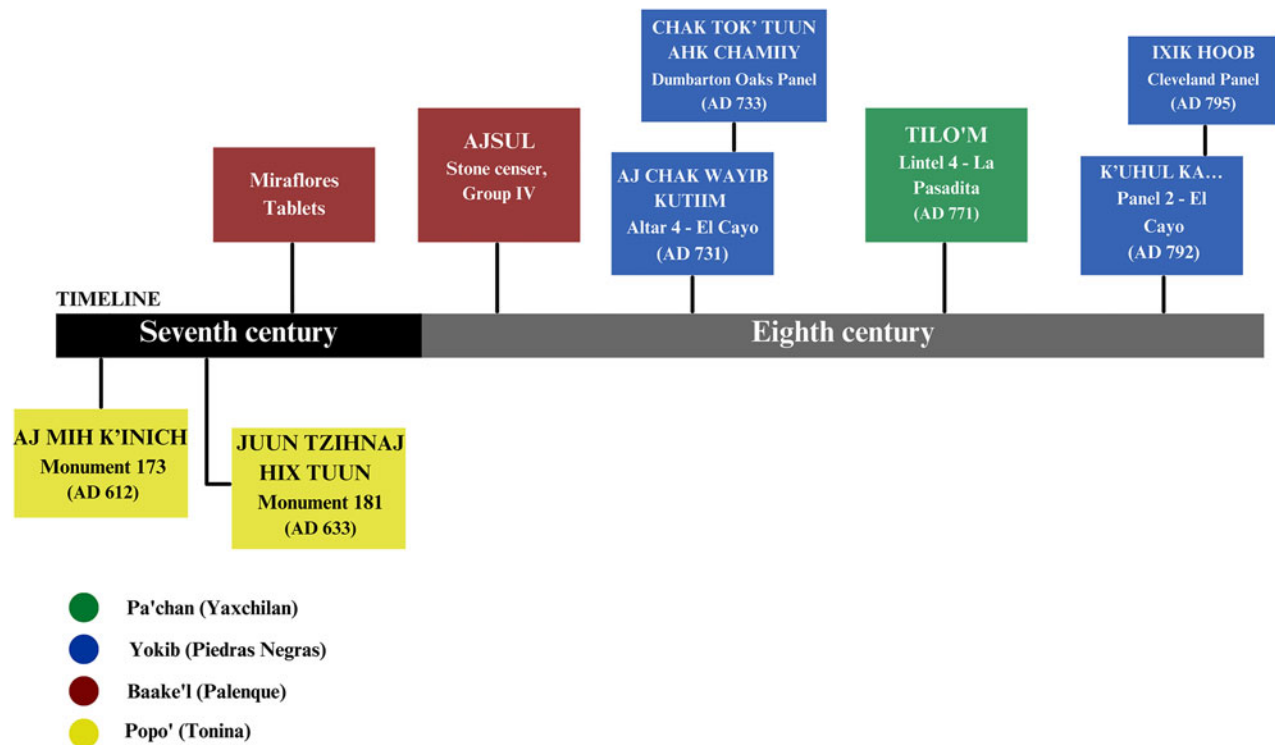 CHAK TOK' TUUN
AHK CHAMIIY
Dumbarton Oaks Panel
(AD 733)
IXIK HOOB
Cleveland Panel
(AD 795)
Miraflores
Tablets
AJSUL
Stone censer,
Group IV
AJ CHAK WAYIB
KUTIIM
Altar 4 - El Cayo
(AD 731)
TILO'M
Lintel 4 - La
Pasadita
(AD 771)
K'UHUL KA...
Panel 2 - El
Cayo
(AD 792)
TIMELINE
Seventh century
Eighth century
AJ MIH K'INICH
Monument 173
(AD 612)
JUUN TZIHNAJ
HIX TUUN
Monument 181
(AD 633)
Pa'chan (Yaxchilan)
Yokib (Piedras Negras)
Baake'l (Palenque)
Popo' (Tonina)